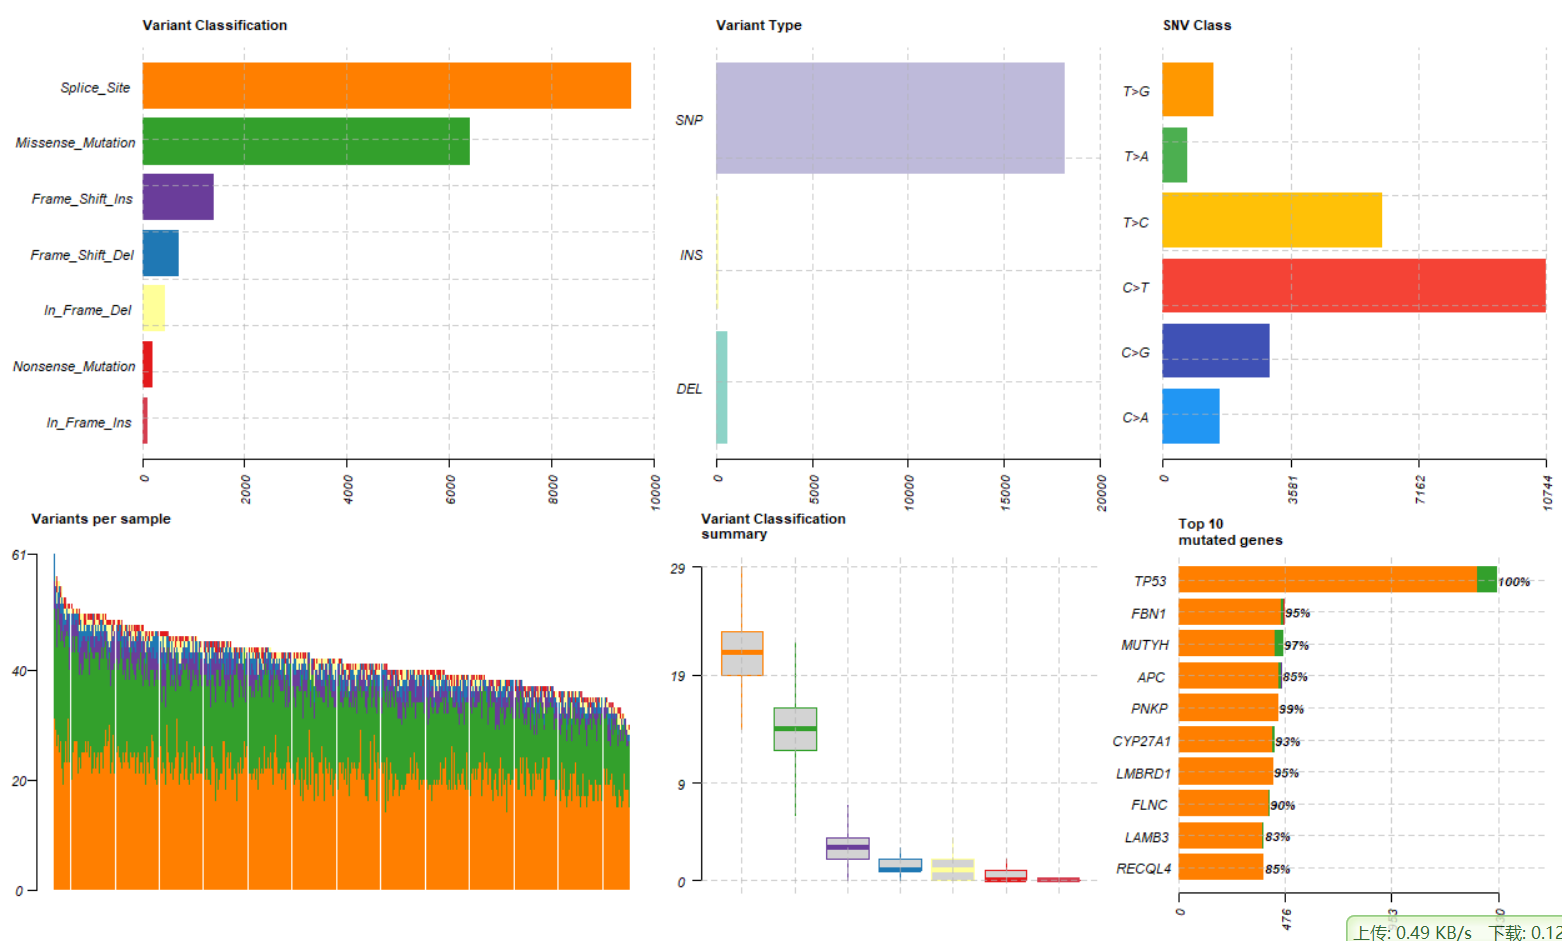 Variant Classification
Splice_Site
Missense_Mutation
Frame_Shift_Ins
Frame_Shift_Del
In_Frame_Del
Nonsense_Mutation
In_Frame_Ins
0
2000
4000
6000
8000
10000
Variant Type
SNP
INS
DEL
0
5000
10000
15000
20000
SNV Class
T>G
T>A
T>C
C>T
C>G
C>A
0
3581
7162
10744
Variants per sample
61
40
20
0
Variant Classification
summary
29
19
9
0
Top 10
mutated genes
TP53 100%
FBN1 95%
MUTYH 97%
APC 85%
PNKP 99%
CYP27A1 93%
LMBRD1 95%
FLNC 90%
LAMB3 83%
RECQL4 85%
0
476
上传: 0.49 KB/s 下载: 0.12